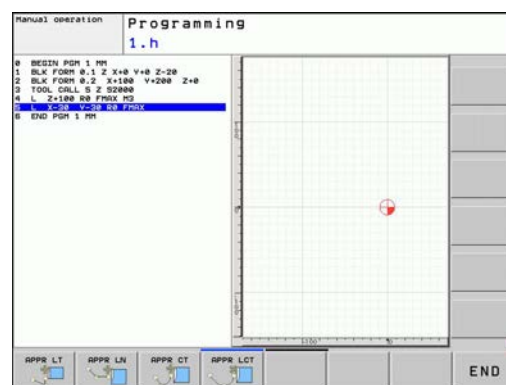 Manual operation
Programming
1.h
0 BEGIN PGM 1 MM
1 BLK FORM 0.1 Z X+0 Y+0 Z-20
2 BLK FORM 0.2 X+100 Y+200 Z+0
3 TOOL CALL 5 Z S2000
4 L Z+100 R0 FMAX M3
5 L X-30 Y-30 R0 FMAX
6 END PGM 1 MM
APPR LT
APPR LN
APPR CT
APPR LCT
END